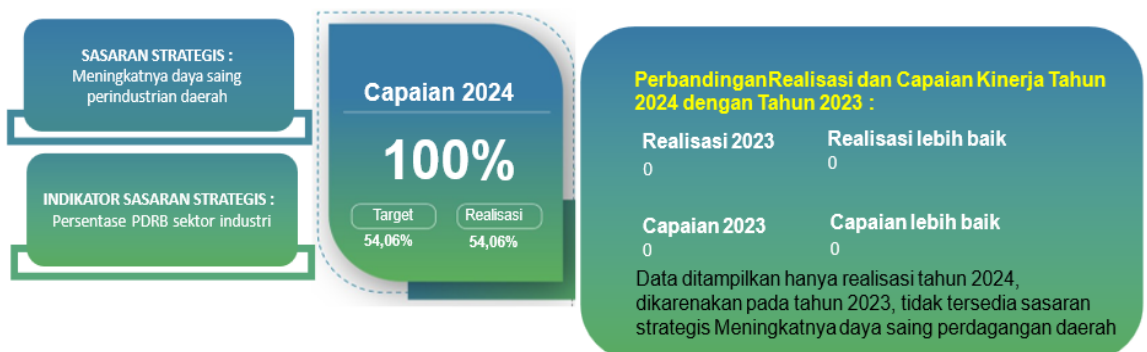 SASARAN STRATEGIS :
Meningkatnya daya saing
perindustrian daerah
INDIKATOR SASARAN STRATEGIS :
Persentase PDRB sektor industri
Capaian 2024
100%
Target
Realisasi
54,06%
54,06%
PerbandinganRealisasi dan Capaian Kinerja Tahun
2024 dengan Tahun 2023 :
Realisasi 2023
Realisasi lebih baik
0
0
Capaian 2023
Capaian lebih baik
0
0
Data ditampilkan hanya realisasi tahun 2024,
dikarenakan pada tahun 2023, tidak tersedia sasaran
strategis Meningkatnya daya saing perdagangan daerah